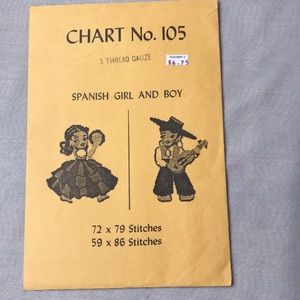 CHART No. 105
3 THREAD GAUZE
$6.75
SPANISH GIRL AND BOY
72 x 79 Stitches
59 x 86 Stitches